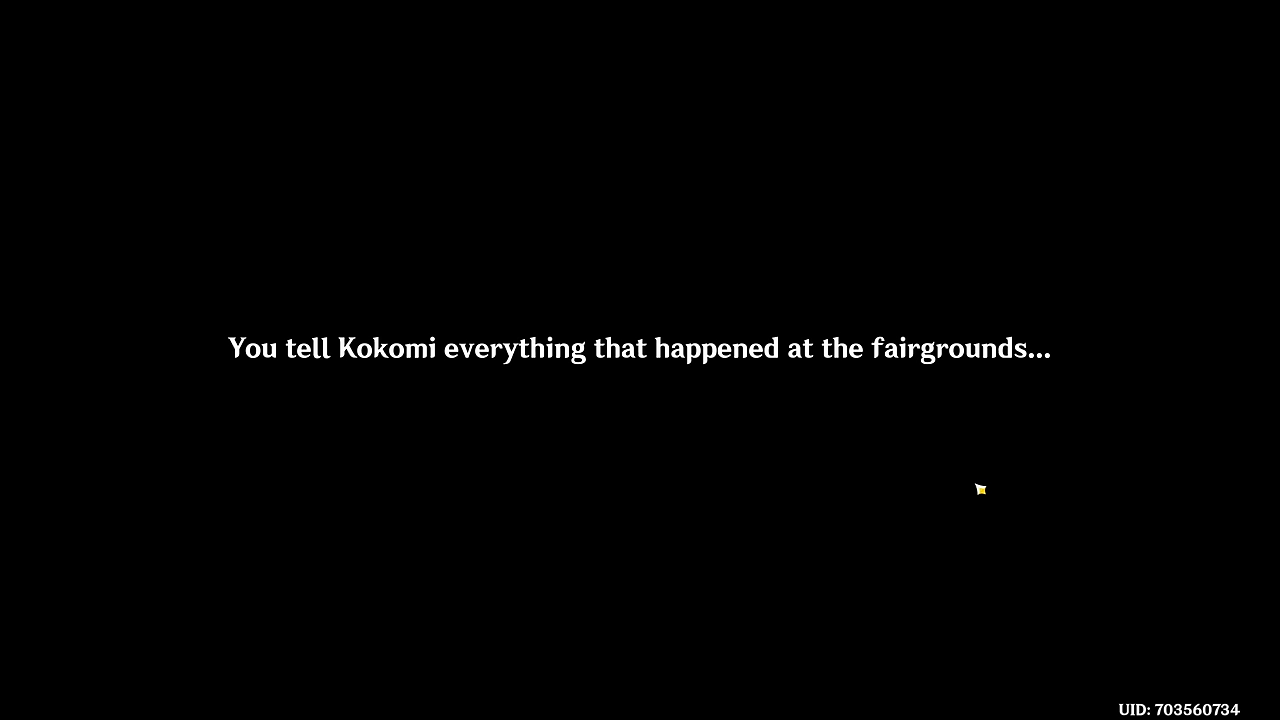 You tell Kokomi everything that happened at the fairgrounds...
UID: 703560734